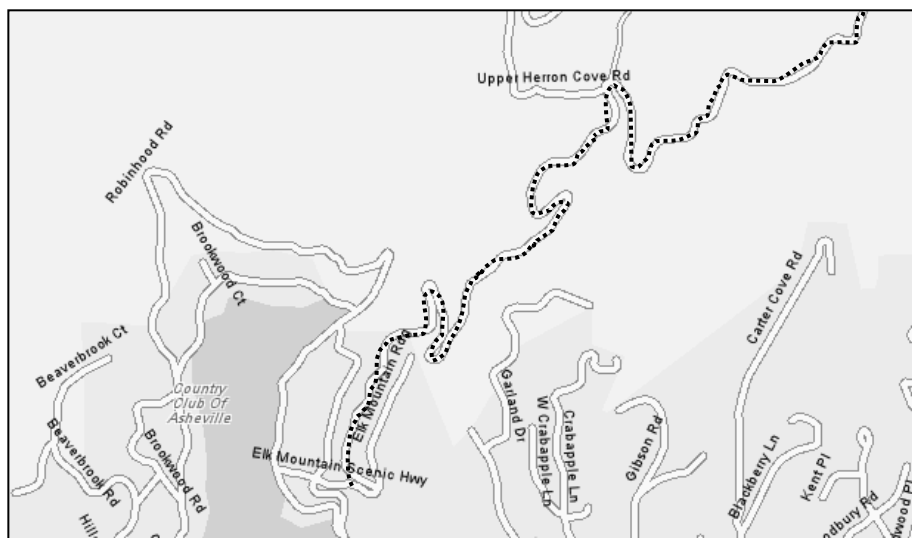 Upper Herron Cove Rd
Robinhood Rd
Brookwood Ct
Carter Cove Rd
Beaverbrook Ct
Elk Mountain
Country
Club Of
Asheville
Garland Dr
W Crabapple Ln
Crabapple Ln
Gibson Rd
Beaverbrook Rd
Brookwood Rd
Elk Mountain Scenic Hwy
Blackberry Ln
Kent Pl